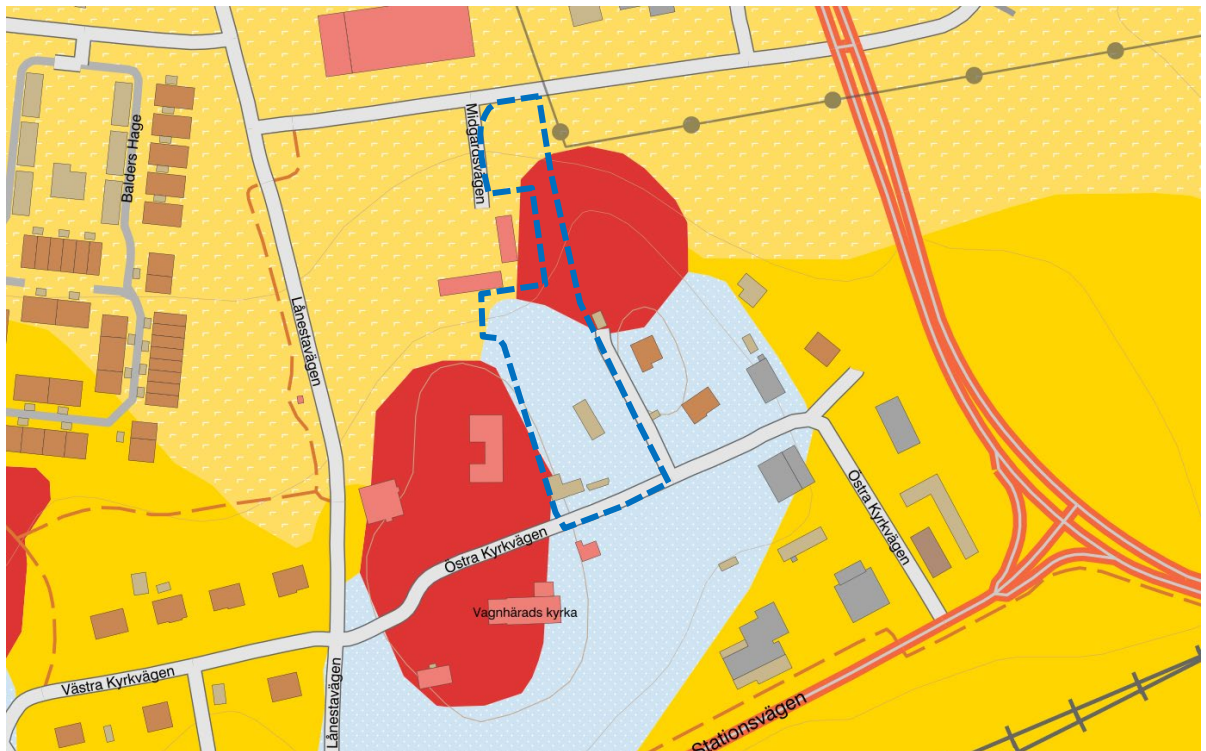 Midgårdsvägen
Balders Hage
Lånestavägen
Östra Kyrkvägen
Östra Kyrkvägen
Vagnhärads kyrka
Västra Kyrkvägen
Lånestavägen
Stationsvägen